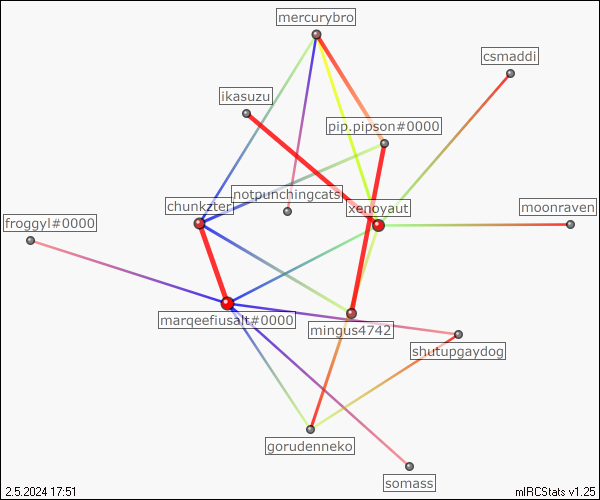 mercurybro
csmaddi
ikasuzu
pip.pipson#0000
notpunchingcats
chunkzter
xenoyaut
moonraven
froggyl#0000
marqeefiusalt#0000
mingus4742
shutupgaydog
gorudenneko
somass
2.5.2024 17:51
mIRCStats v1.25